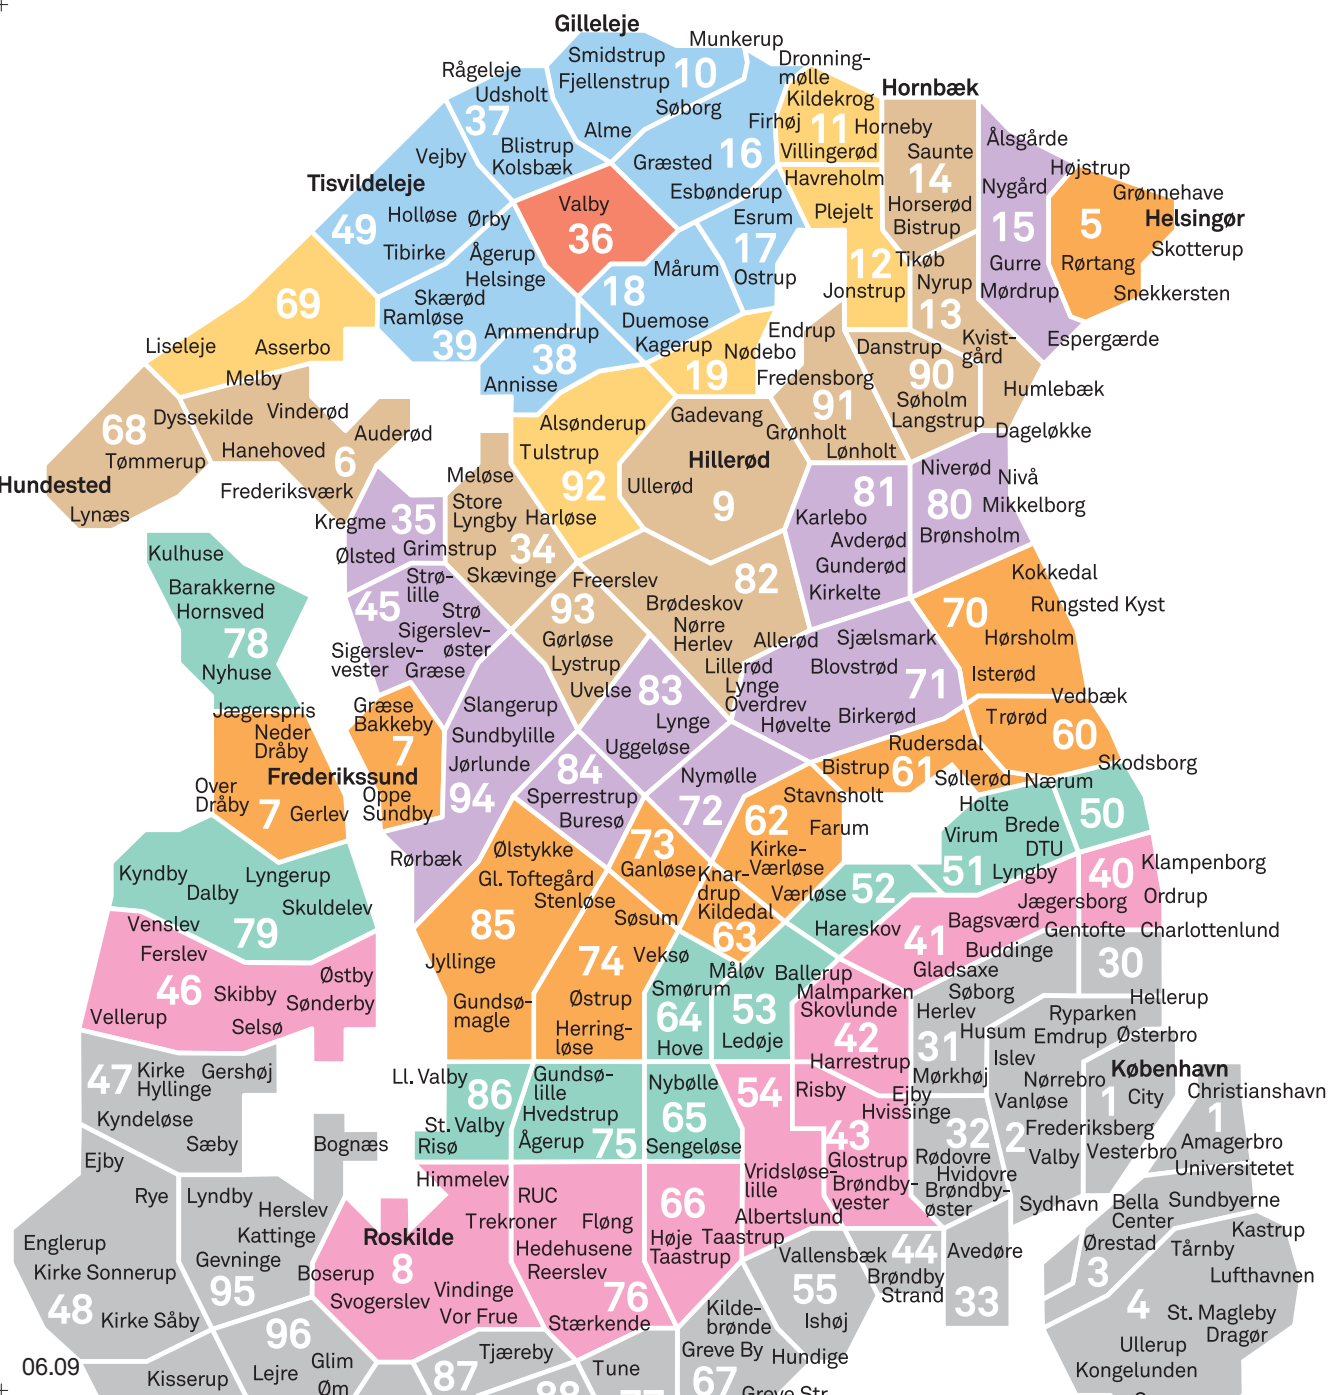 Gilleleje
Munkerup
Smidstrup
Dronning-
mølle
Rågeleje
Fjellenstrup
10
Hornbæk
Udsholt
Kildekrog
Søborg
37
Firhøj
11
Horneby
Alme
Ålsgårde
Blistrup
Villingerød
Saunte
Vejby
Kolsbæk
Græsted
16
Højstrup
Tisvildeleje
Havreholm
14
Nygård
Grønnehave
Esbønderup
Valby
Horserød
Helsingør
Holløse
Ørby
Esrum
Plejelt
Bistrup
15
5
49
36
17
Skotterup
Tibirke
Ågerup
Mårum
12
Tikøb
Gurre
Rørtang
Helsinge
Ostrup
Nyrup
Skærød
18
Jonstrup
Mørdrup
Snekkersten
69
Ramløse
Duemose
13
Ammendrup
Endrup
Kvist-
gård
Espergærde
Liseleje
Asserbo
39
38
Kagerup
Nødebo
Danstrup
Melby
Annisse
19
Fredensborg
90
Humlebæk
Dyssekilde
Vinderød
Søholm
68
Auderød
Alsønderup
Gadevang
91
Langstrup
Hanehoved
Grønholt
Dageløkke
Tømmerup
6
Tulstrup
Hillerød
Lønholt
Niverød
Nivå
Hundested
Frederiksværk
Meløse
92
Ullerød
9
81
80
Mikkelborg
Lynæs
Kregme
35
Store
Lyngby
Harløse
Karlebo
Brønsholm
Kulhuse
Ølsted
Grimstrup
34
Avderød
Skævinge
Freerslev
82
Gunderød
Kokkedal
Barakkerne
Strø-
lille
Kirkelte
Hornsved
45
Strø
93
Brødeskov
70
Rungsted Kyst
78
Sigerslev-
øster
Gørløse
Nørre
Herlev
Allerød
Sjælsmark
Hørsholm
Nyhuse
Sigerslev-
vester
Græse
Lystrup
Lillerød
Blovstrød
Isterød
Uvelse
83
Lynge
Overdrev
71
Vedbæk
Jægerspris
Græse
Bakkeby
Slangerup
Lynge
Høvelte
Birkerød
Trørød
Neder
Dråby
7
Sundbylille
Uggeløse
Rudersdal
60
Frederikssund
Jørlunde
84
Nymølle
Bistrup
61
Søllerød
Skodsborg
Over
Dråby
Oppe
Sundby
94
Sperrestrup
Stavnsholt
Nærum
7
Gerlev
Buresø
72
62
Farum
Holte
50
Rørbæk
Ølstykke
73
Kirke-
Værløse
Virum
Brede
DTU
Kyndby
Lyngerup
Gl. Toftegård
Ganløse
Knar-
drup
51
Lyngby
40
Klampenborg
Dalby
Stenløse
Værløse
52
Jægersborg
Ordrup
Skuldelev
Søsum
Kildedal
Venslev
79
85
63
Hareskov
41
Bagsværd
Gentofte
Charlottenlund
Ferslev
Jyllinge
74
Veksø
Buddinge
30
Østby
Måløv
Ballerup
Gladsaxe
46
Skibby
Sønderby
Gundsø-
magle
Østrup
Smørum
Malmparken
Søborg
Hellerup
Vellerup
Selsø
64
53
Skovlunde
Herlev
Ryparken
Herring-
løse
Hove
Ledøje
42
31
Husum
Emdrup
Østerbro
47
Kirke
Hyllinge
Gershøj
Ll. Valby
Gundsø-
lille
Nybølle
54
Harrestrup
Islev
København
Mørkhøj
Nørrebro
86
Risby
Ejby
Vanløse
1
City
Christianshavn
Kyndeløse
Hvedstrup
65
Hvissinge
1
Sæby
Bognæs
St. Valby
Risø
Ågerup
75
Sengeløse
43
32
2
Frederiksberg
Amagerbro
Ejby
Glostrup
Rødovre
Valby
Vesterbro
Universitetet
Himmelev
Vridsløse-
lille
Brøndby-
vester
Hvidovre
Rye
Lyndby
Herslev
RUC
66
Brøndby-
øster
Sydhavn
Bella
Center
Sundbyerne
Trekroner
Fløng
Albertslund
Kastrup
Englerup
Kattinge
Roskilde
Høje
Taastrup
Taastrup
44
Avedøre
Ørestad
Tårnby
Gevninge
Hedehusene
Vallensbæk
Kirke Sonnerup
Boserup
8
Reerslev
Brøndby
Strand
3
Lufthavnen
95
Vindinge
76
55
33
4
St. Magleby
48
Kirke Såby
Svogerslev
Vor Frue
Stærkende
Kilde-
brønde
Ishøj
Dragør
96
Tjæreby
Greve By
Hundige
Ullerup
06.09
Kisserup
Lejre
Glim
87
Tune
67
Kongelunden
Øm
88
77
Greve Str.